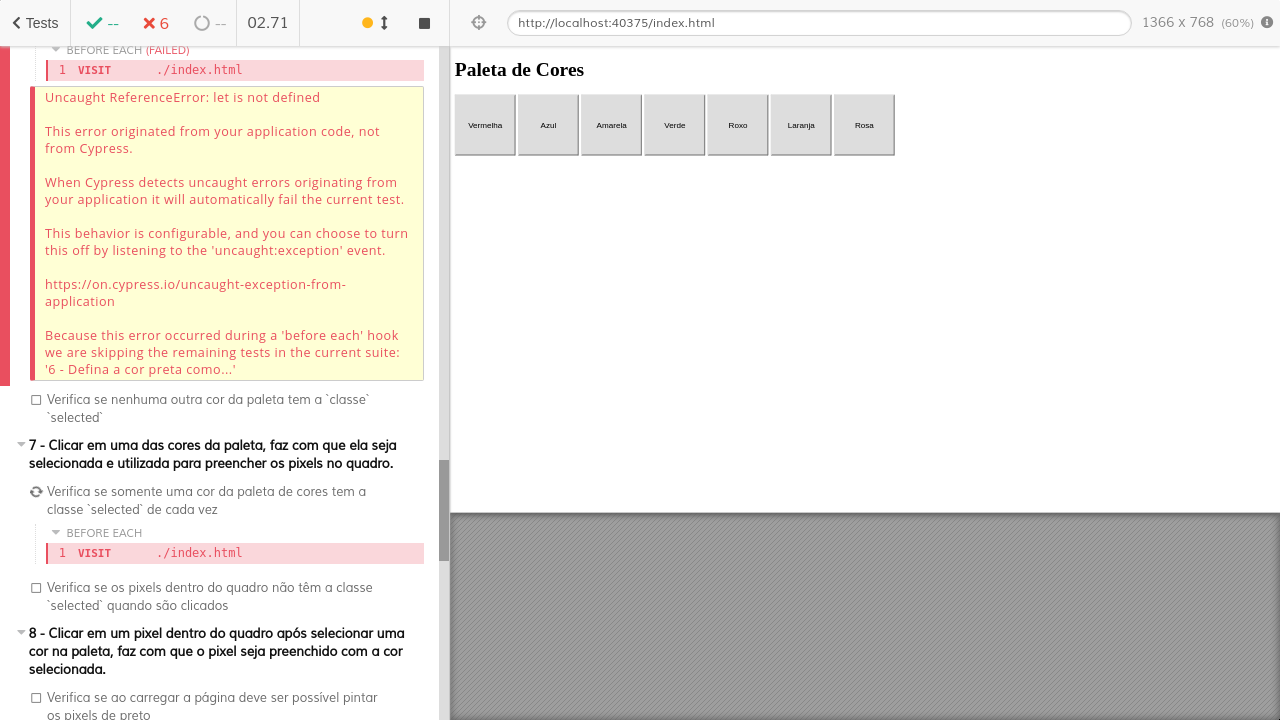 Tests
--
6
--
02.71
http://localhost:40375/index.html
1366 x 768 (60%)
BEFORE EACH (FAILED)
1 VISIT ./index.html
Uncaught ReferenceError: let is not defined
This error originated from your application code, not
from Cypress.
When Cypress detects uncaught errors originating from
your application it will automatically fail the current test.
This behavior is configurable, and you can choose to turn
this off by listening to the 'uncaught:exception' event.
https://on.cypress.io/uncaught-exception-from-
application
Because this error occurred during a 'before each' hook
we are skipping the remaining tests in the current suite:
'6 - Defina a cor preta como...'
Verifica se nenhuma outra cor da paleta tem a `classe`
`selected`
7 - Clicar em uma das cores da paleta, faz com que ela seja
selecionada e utilizada para preencher os pixels no quadro.
Verifica se somente uma cor da paleta de cores tem a
classe `selected` de cada vez
BEFORE EACH
1 VISIT ./index.html
Verifica se os pixels dentro do quadro não têm a classe
`selected` quando são clicados
8 - Clicar em um pixel dentro do quadro após selecionar uma
cor na paleta, faz com que o pixel seja preenchido com a cor
selecionada.
Verifica se ao carregar a página deve ser possível pintar
os pixels de preto
Paleta de Cores
Vermelha Azul Amarela Verde Roxo Laranja Rosa